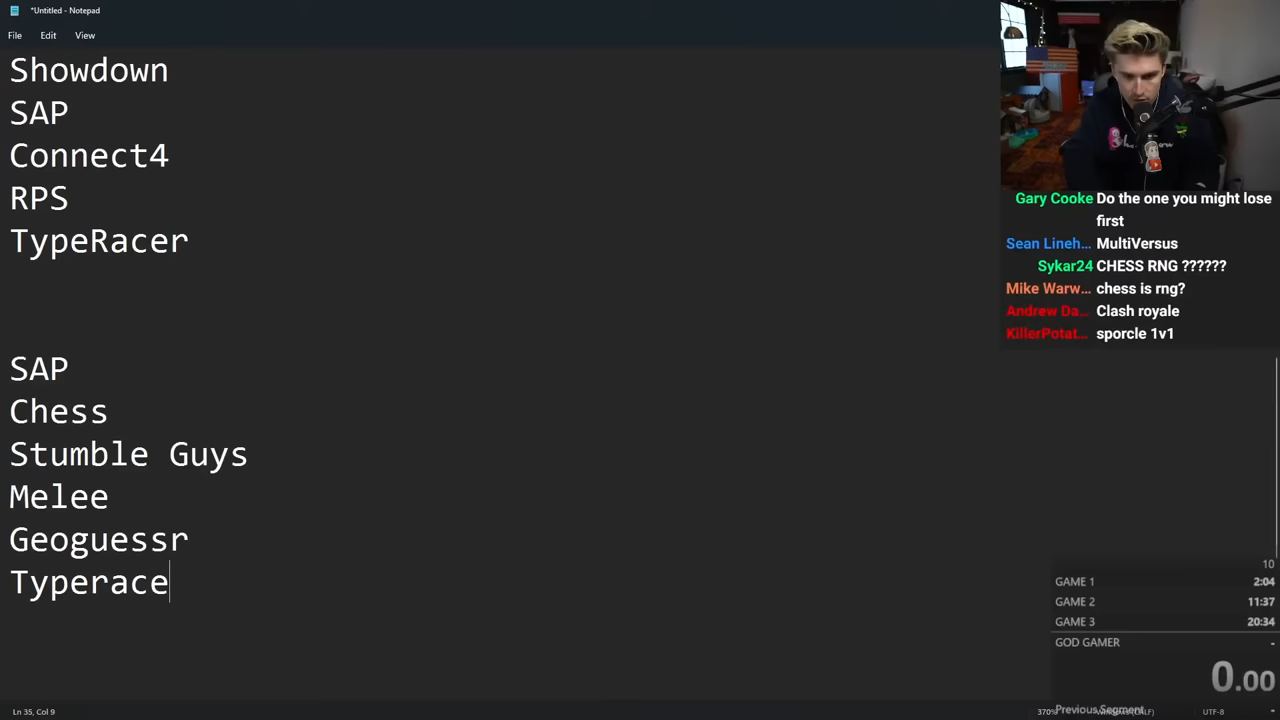 *Untitled - Notepad
File Edit View
Showdown
SAP
Connect4
RPS
TypeRacer
SAP
Chess
Stumble Guys
Melee
Geoguessr
Typerace
Gary Cooke Do the one you might lose
first
Sean Lineh... MultiVersus
Sykar24 CHESS RNG ??????
Mike Warw... chess is rng?
Andrew Da... Clash royale
KillerPotat... sporcle 1v1
10
GAME 1 2:04
GAME 2 11:37
GAME 3 20:34
GOD GAMER -
0.00
Previous Segment -
Ln 35, Col 9
370%
UTF-8